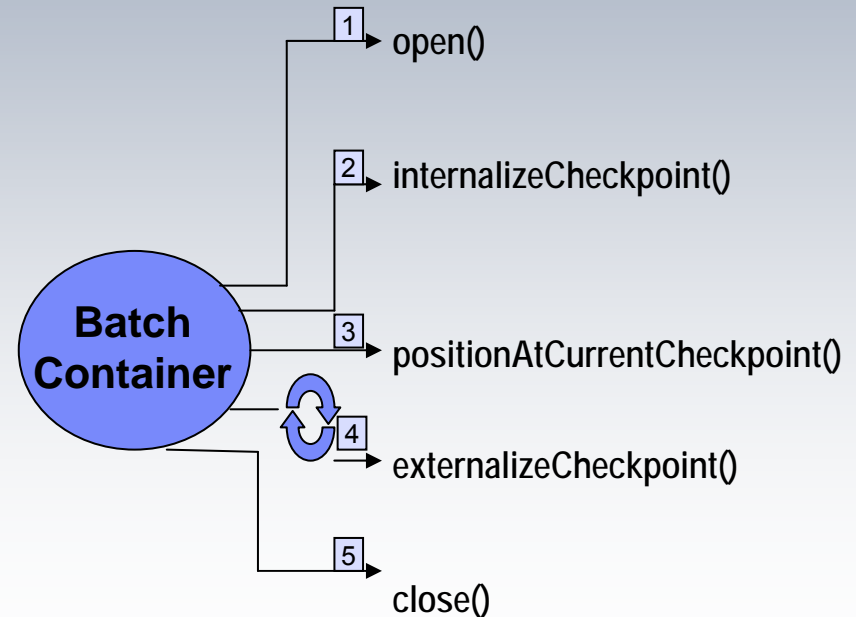 1
open()
2
internalizeCheckpoint()
Batch
Container
3
positionAtCurrentCheckpoint()
4
externalizeCheckpoint()
5
close()